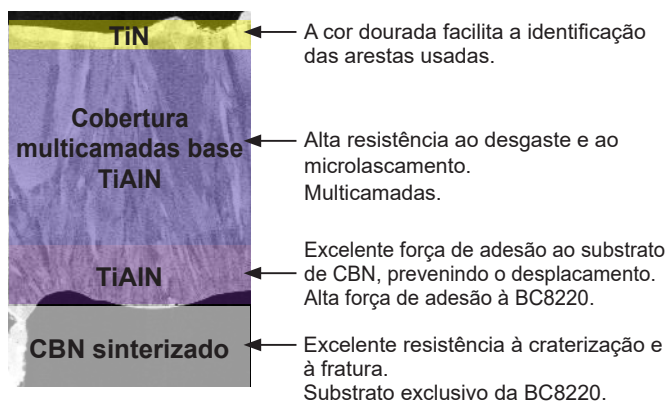 TiN
A cor dourada facilita a identificação
das arestas usadas.
Cobertura
multicamadas base
TiAlN
Alta resistência ao desgaste e ao
microlascamento.
Multicamadas.
TiAlN
Excelente força de adesão ao substrato
de CBN, prevenindo o desplacamento.
Alta força de adesão à BC8220.
CBN sinterizado
Excelente resistência à craterização e
à fratura.
Substrato exclusivo da BC8220.